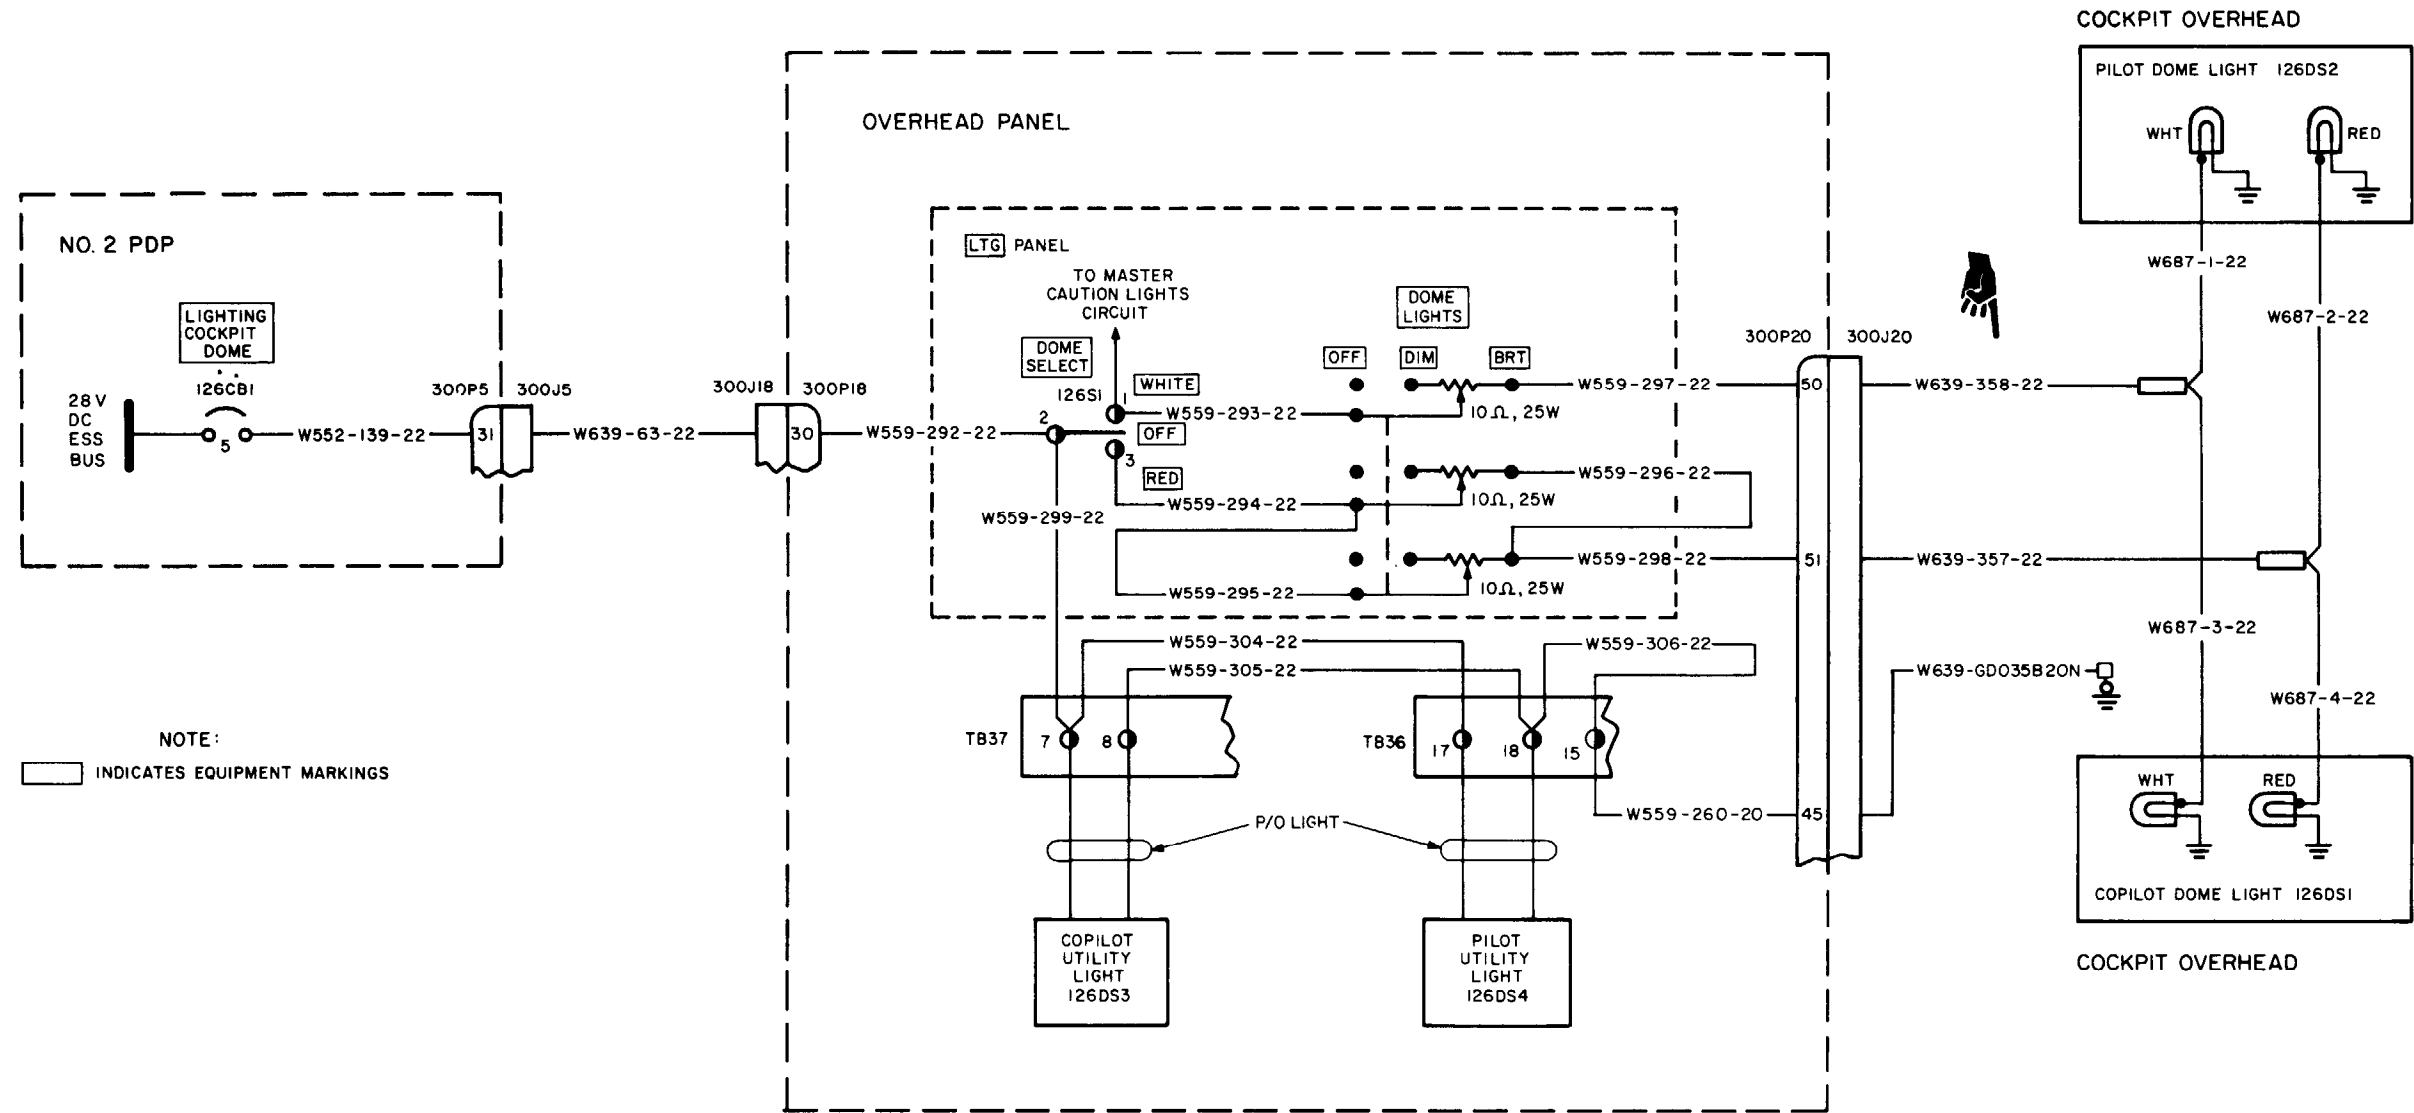 COCKPIT OVERHEAD
PILOT DOME LIGHT 126DS2
WHT
RED
OVERHEAD PANEL
NO. 2 PDP
LTG PANEL
TO MASTER
CAUTION LIGHTS
CIRCUIT
W687-1-22
W687-2-22
LIGHTING
COCKPIT
DOME
126CB1
5
28V
DC
ESS
BUS
W552-139-22
300P5
300J5
31
W639-63-22
300J18
300P18
30
W559-292-22
DOME
SELECT
126S1
1
2
3
WHITE
OFF
RED
W559-293-22
W559-294-22
W559-295-22
W559-299-22
DOME
LIGHTS
OFF
DIM
BRT
10Ω, 25W
10Ω, 25W
10Ω, 25W
W559-297-22
W559-296-22
W559-298-22
300P20
300J20
50
51
45
W639-358-22
W639-357-22
W687-3-22
W639-GD035B20N
W687-4-22
W559-304-22
W559-305-22
W559-306-22
TB37
7
8
TB36
17
18
15
W559-260-20
P/O LIGHT
NOTE:
INDICATES EQUIPMENT MARKINGS
COPILOT
UTILITY
LIGHT
126DS3
PILOT
UTILITY
LIGHT
126DS4
WHT
RED
COPILOT DOME LIGHT 126DS1
COCKPIT OVERHEAD